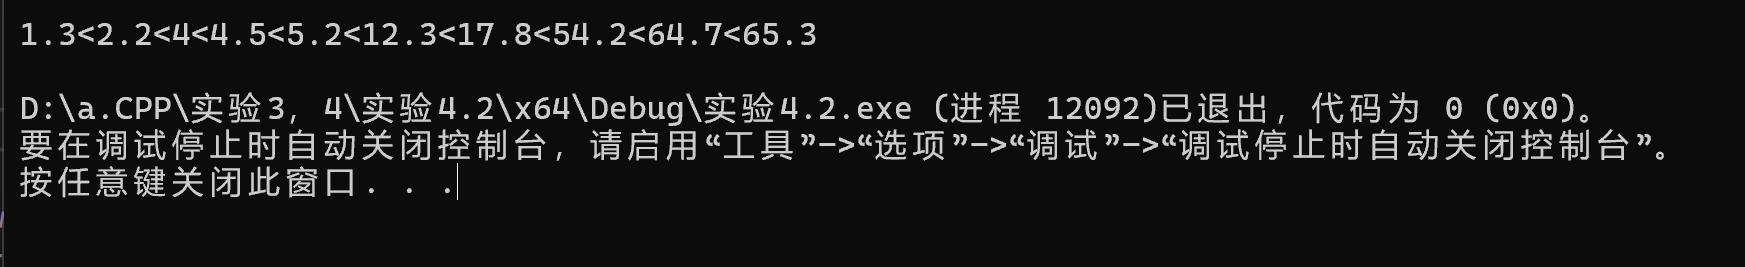 1.3<2.2<4<4.5<5.2<12.3<17.8<54.2<64.7<65.3
D:\a.CPP\实验3, 4\实验4.2\x64\Debug\实验4.2.exe (进程 12092)已退出，代码为 0 (0x0)。
要在调试停止时自动关闭控制台，请启用“工具”->“选项”->“调试”->“调试停止时自动关闭控制台”。
按任意键关闭此窗口. . .